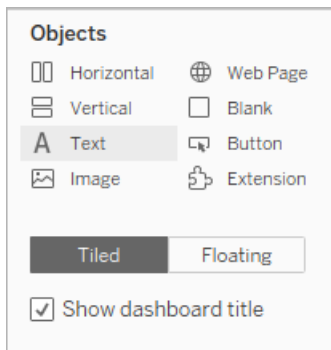 Objects
Horizontal Web Page
Vertical Blank
Text Button
Image Extension
Tiled Floating
Show dashboard title